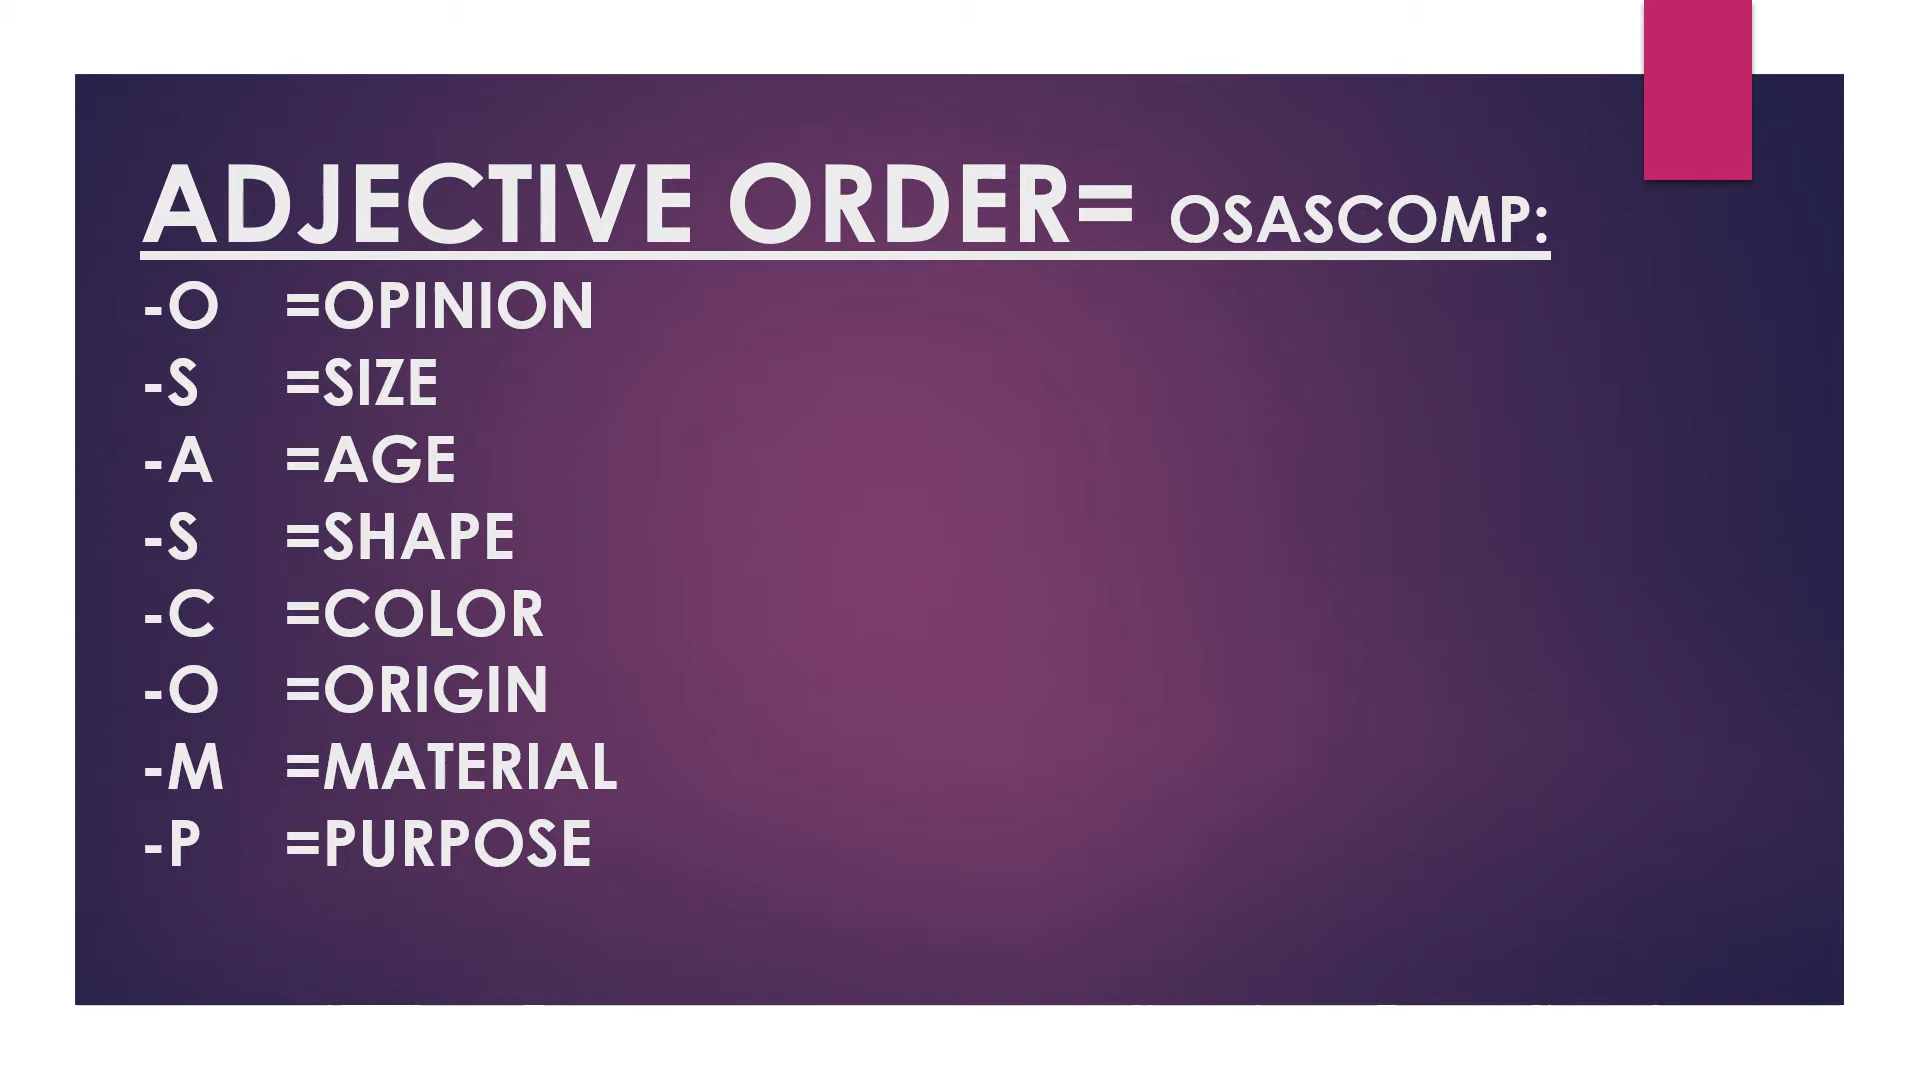 ADJECTIVE ORDER= OSASCOMP:
-O =OPINION
-S =SIZE
-A =AGE
-S =SHAPE
-C =COLOR
-O =ORIGIN
-M =MATERIAL
-P =PURPOSE